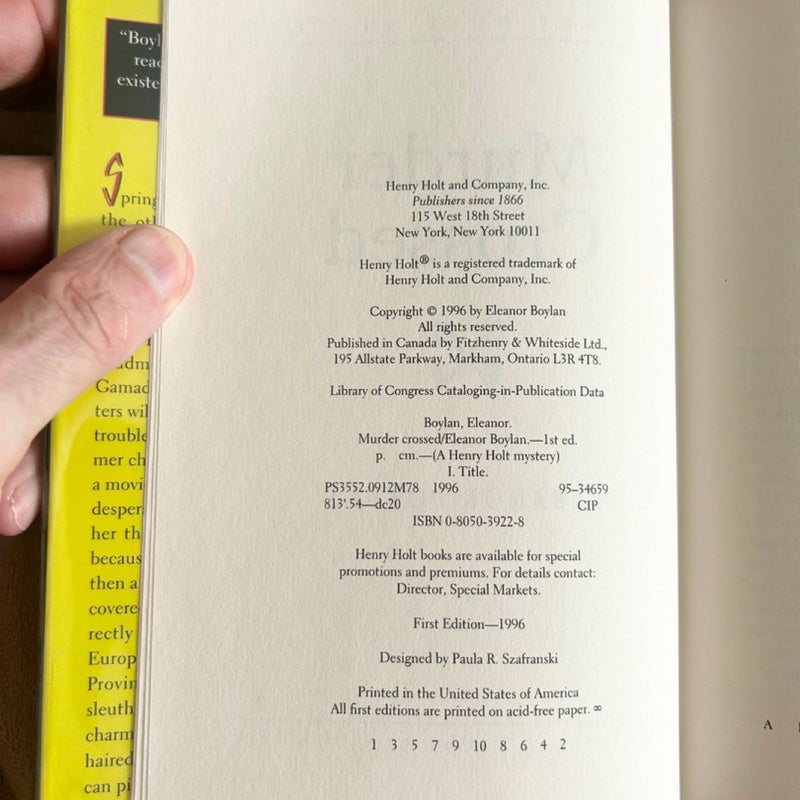 “Boyl
read
existe
Spring
the oth
adm
Gamad
ters wil
trouble
mer ch
a movi
desper
her th
becaus
then a
covere
rectly
Europ
Provin
sleuth
charm
haired
can pi
Henry Holt and Company, Inc.
Publishers since 1866
115 West 18th Street
New York, New York 10011
Henry Holt® is a registered trademark of
Henry Holt and Company, Inc.
Copyright © 1996 by Eleanor Boylan
All rights reserved.
Published in Canada by Fitzhenry & Whiteside Ltd.,
195 Allstate Parkway, Markham, Ontario L3R 4T8.
Library of Congress Cataloging-in-Publication Data
Boylan, Eleanor.
Murder crossed/Eleanor Boylan.—1st ed.
p. cm.—(A Henry Holt mystery)
I. Title.
PS3552.0912M78 1996 95–34659
813'.54—dc20 CIP
ISBN 0-8050-3922-8
Henry Holt books are available for special
promotions and premiums. For details contact:
Director, Special Markets.
First Edition—1996
Designed by Paula R. Szafranski
Printed in the United States of America
All first editions are printed on acid-free paper. ∞
1 3 5 7 9 10 8 6 4 2
A